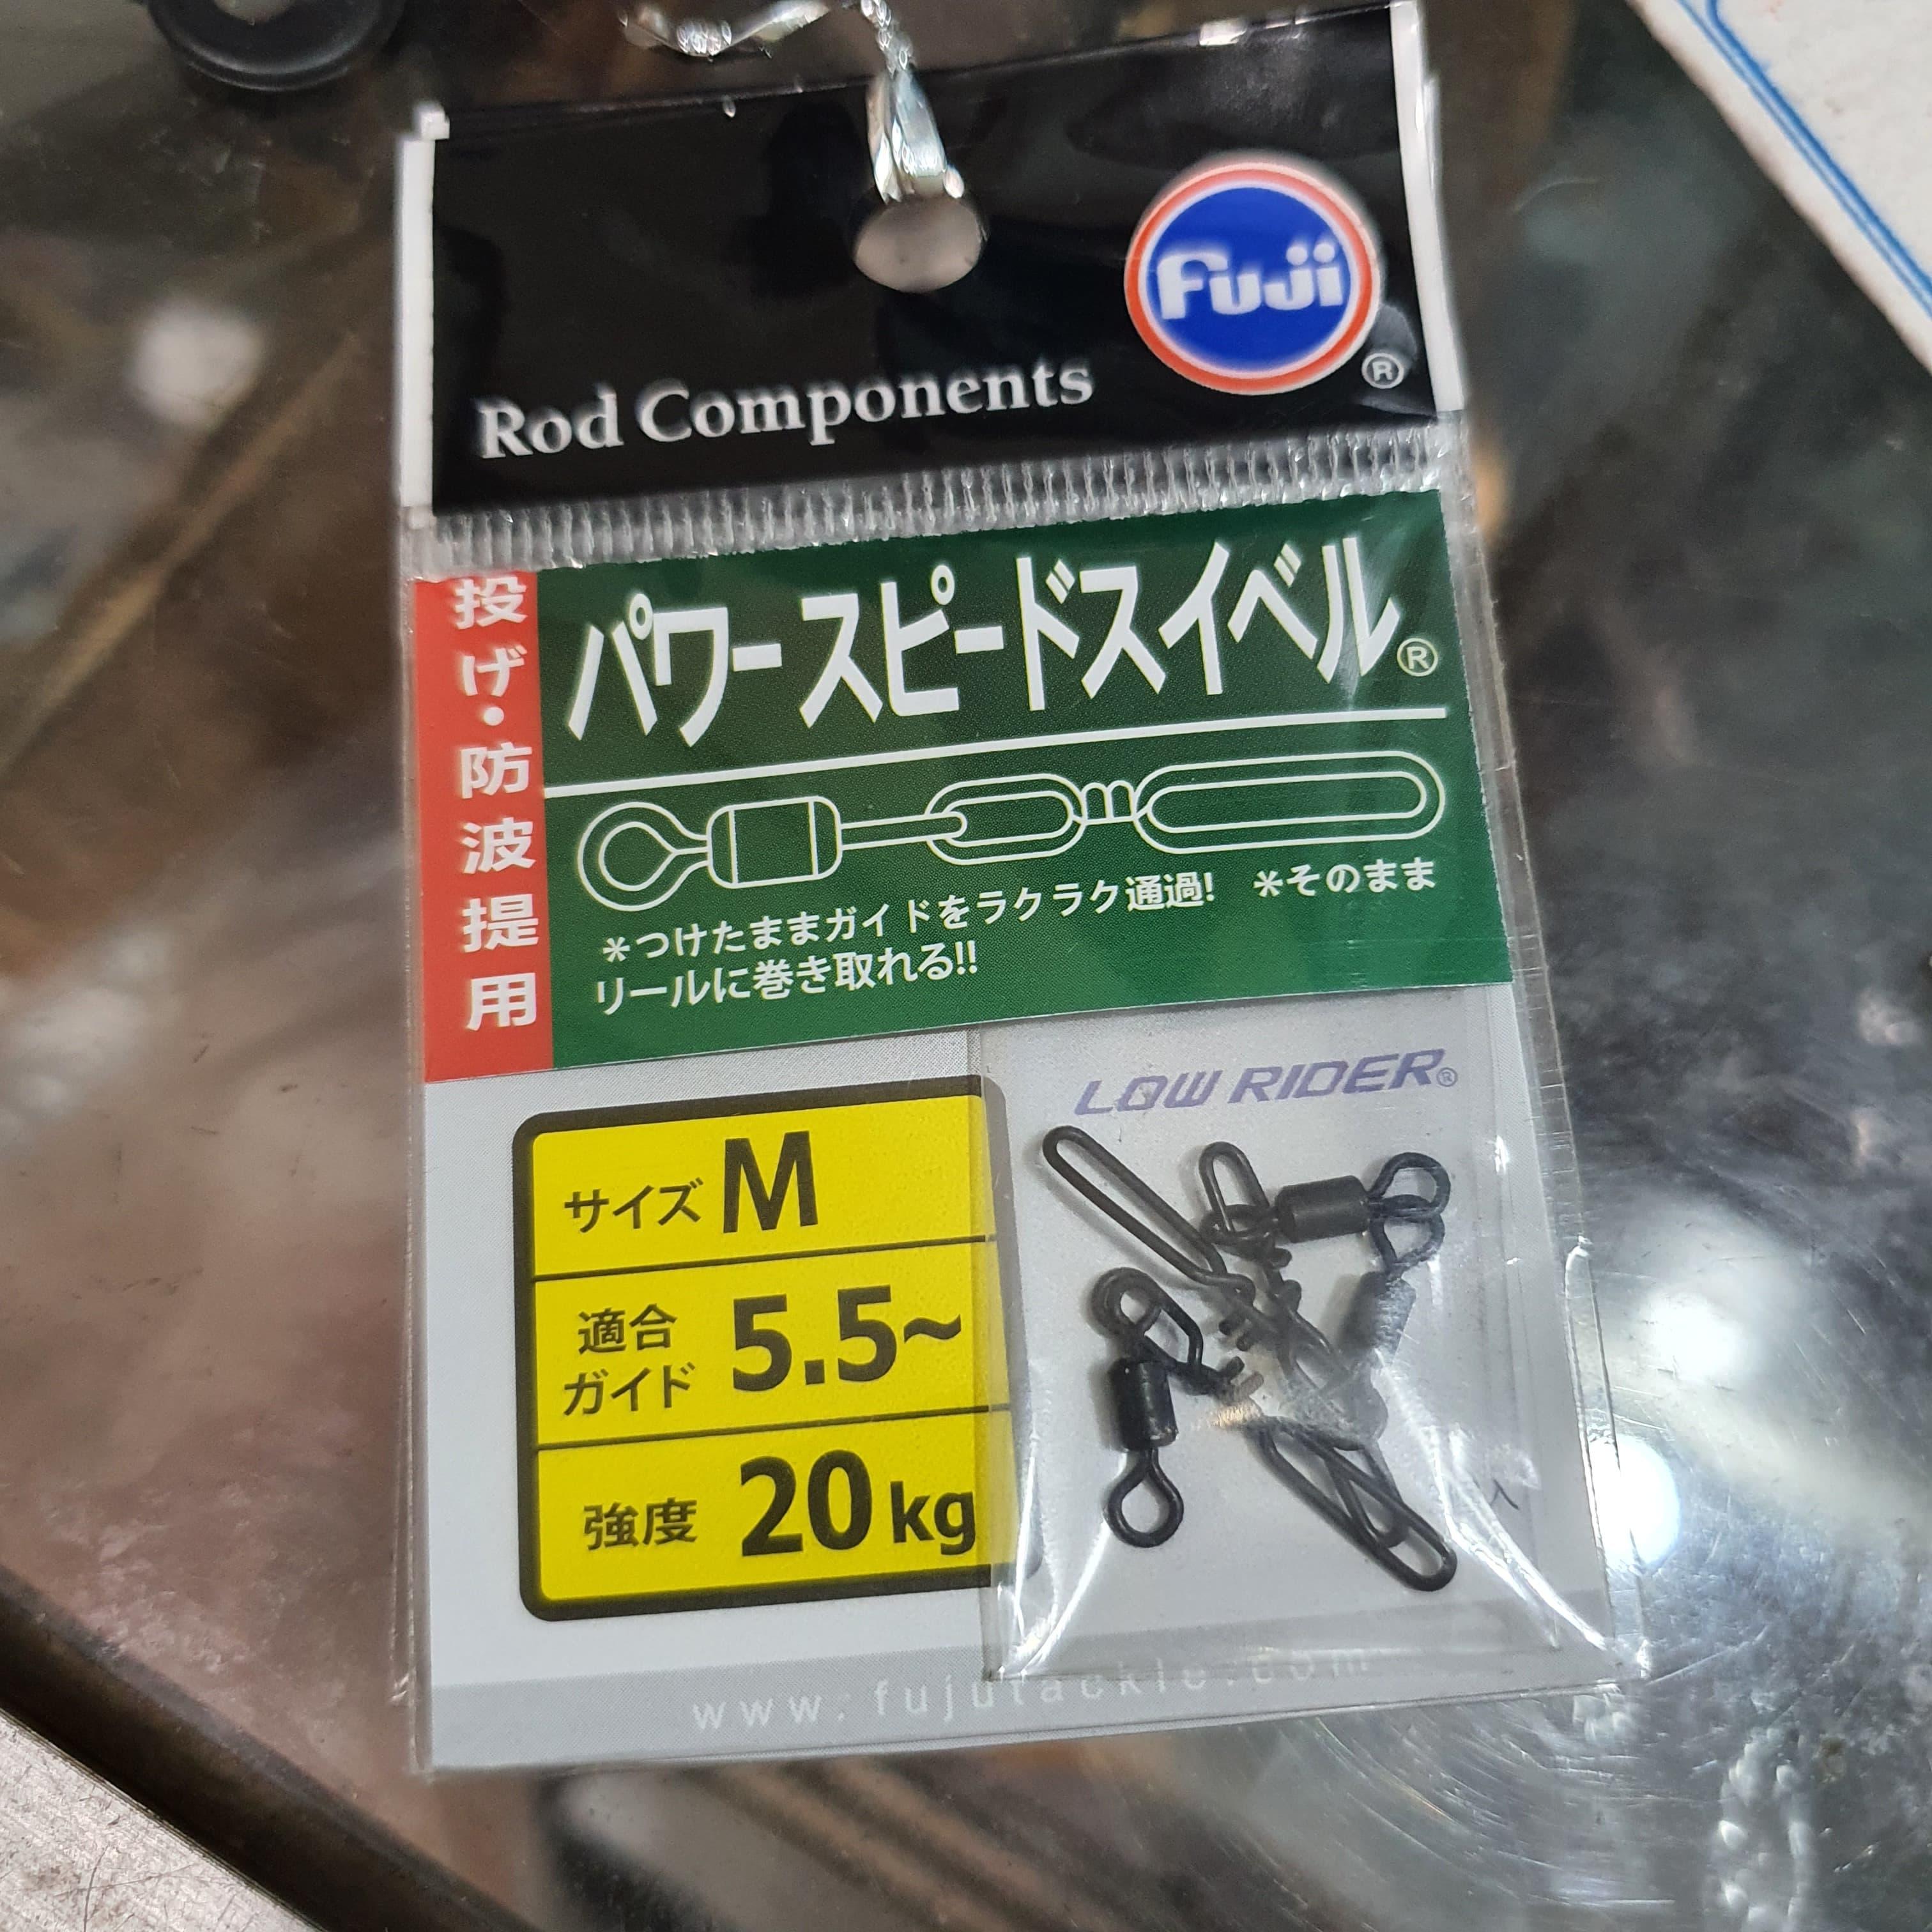 Fuji
®
Rod Components
投げ・防波提用
パワースピードスイベル®
＊つけたままガイドをラクラク通過! ＊そのまま
リールに巻き取れる!!
LOW RIDER®
サイズ M
適合
ガイド 5.5~
強度 20kg